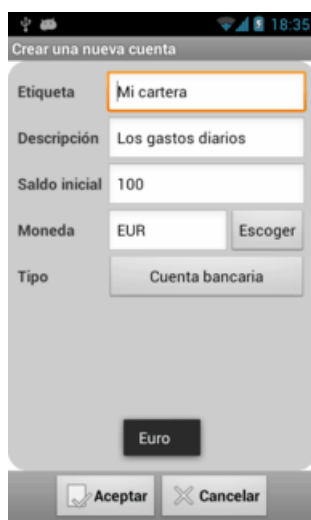 18:35
Crear una nueva cuenta
Etiqueta Mi cartera
Descripción Los gastos diarios
Saldo inicial 100
Moneda EUR Escoger
Tipo Cuenta bancaria
Euro
Aceptar Cancelar